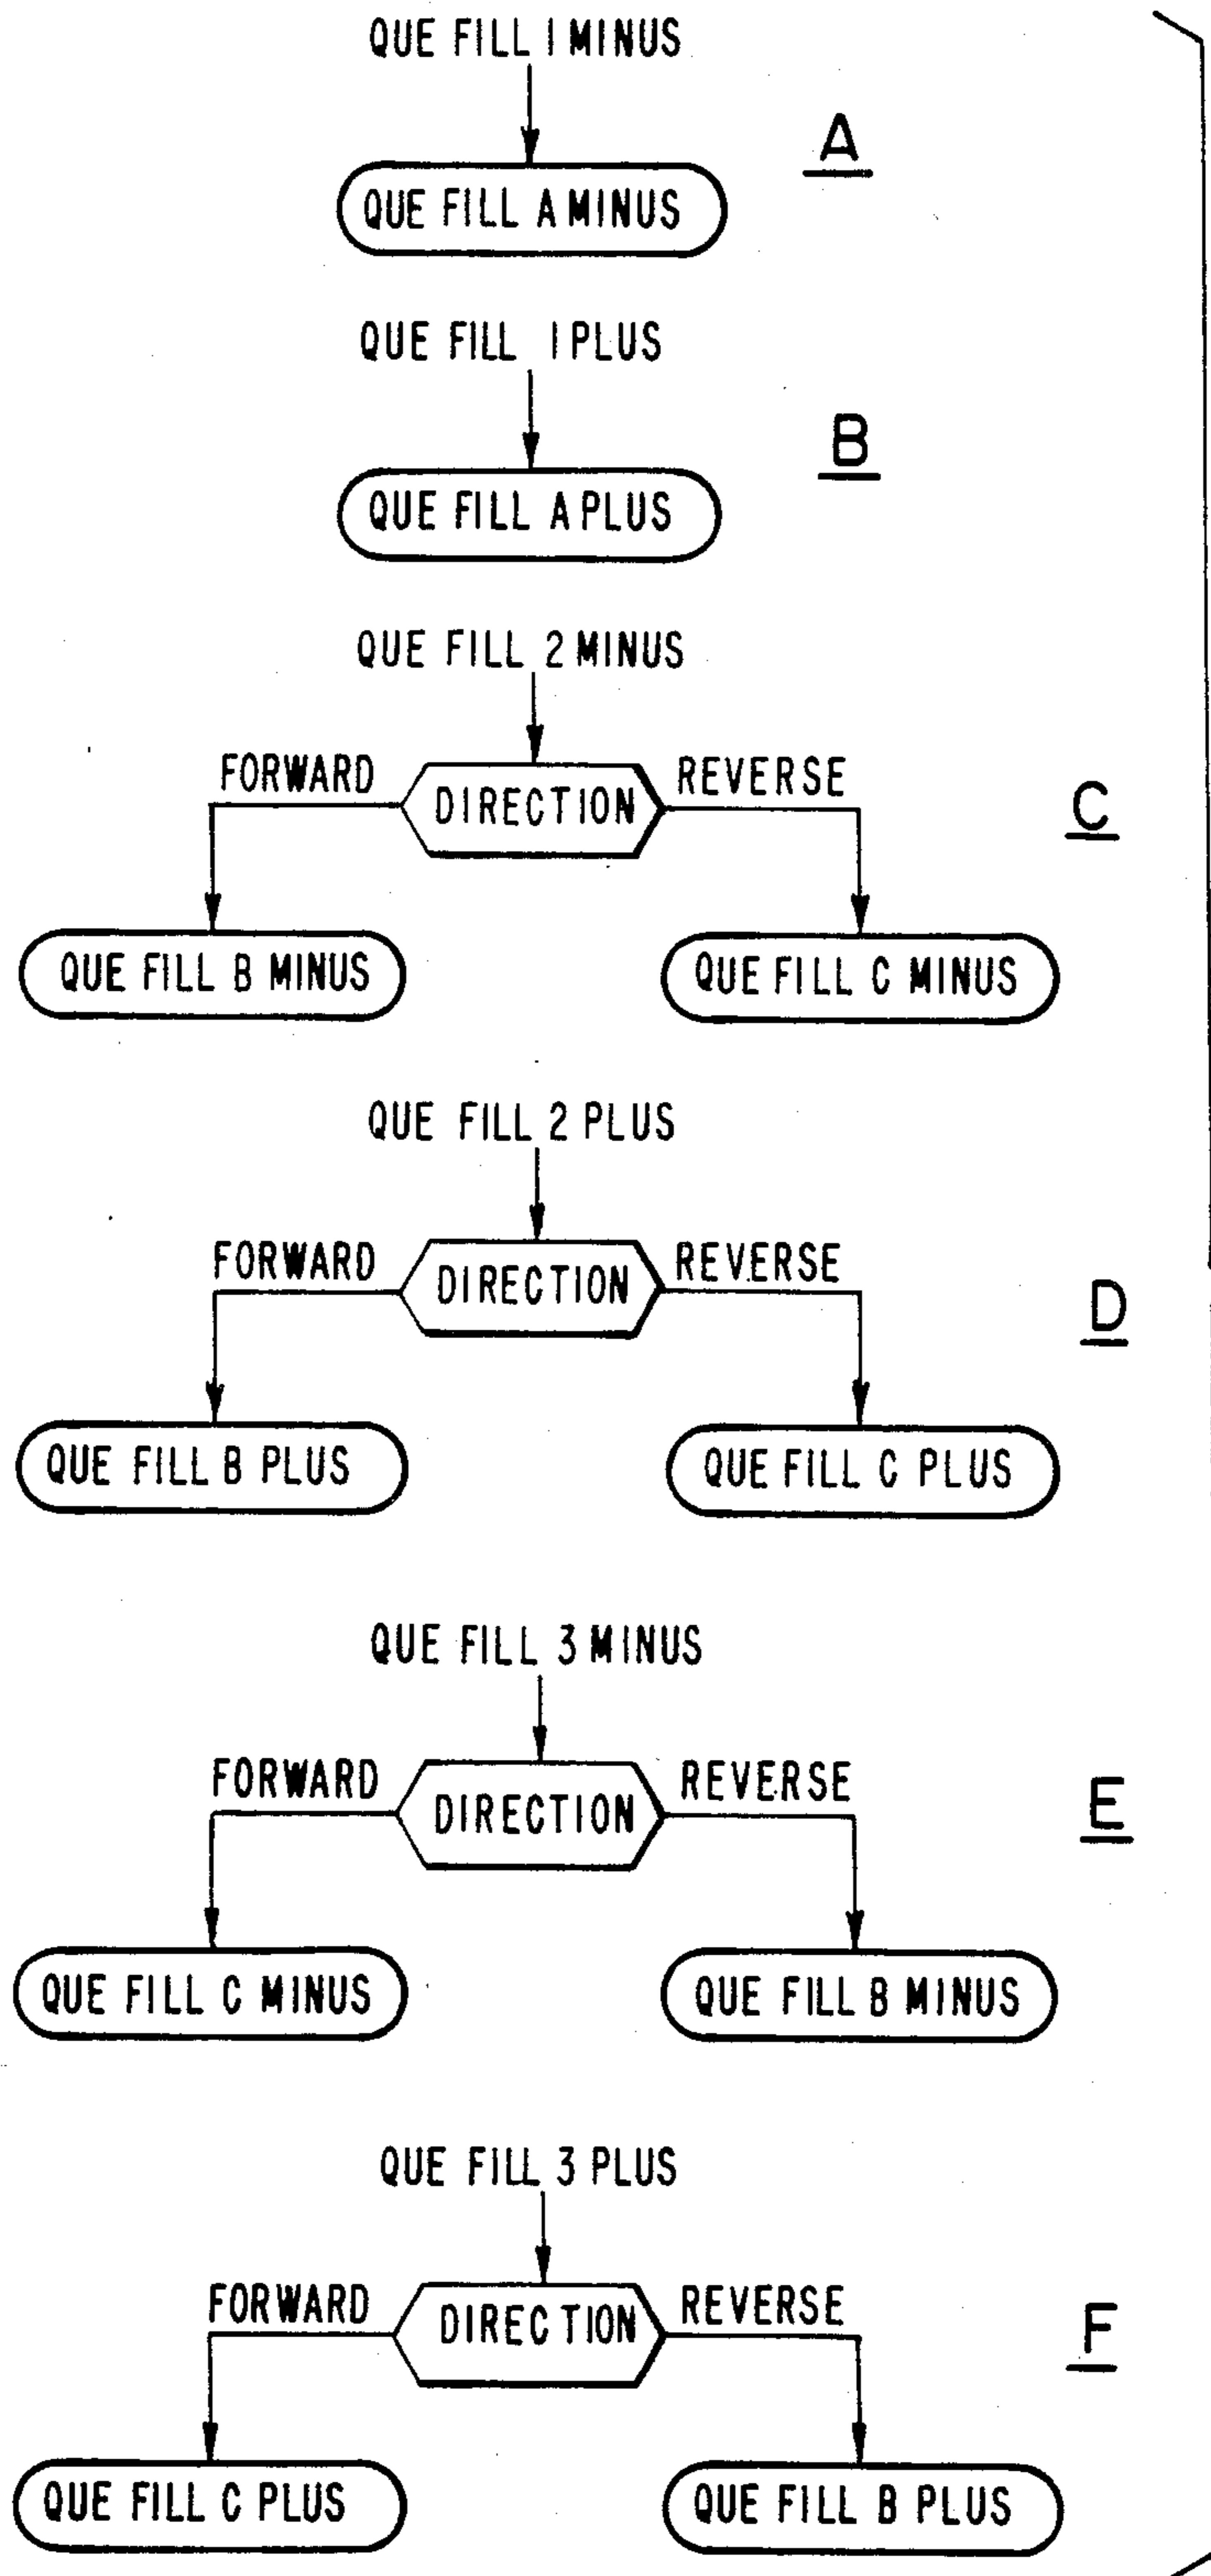 QUE FILL 1 MINUS
A
QUE FILL A MINUS
QUE FILL 1 PLUS
B
QUE FILL A PLUS
QUE FILL 2 MINUS
FORWARD DIRECTION REVERSE
C
QUE FILL B MINUS QUE FILL C MINUS
QUE FILL 2 PLUS
FORWARD DIRECTION REVERSE
D
QUE FILL B PLUS QUE FILL C PLUS
QUE FILL 3 MINUS
FORWARD DIRECTION REVERSE
E
QUE FILL C MINUS QUE FILL B MINUS
QUE FILL 3 PLUS
FORWARD DIRECTION REVERSE
F
QUE FILL C PLUS QUE FILL B PLUS